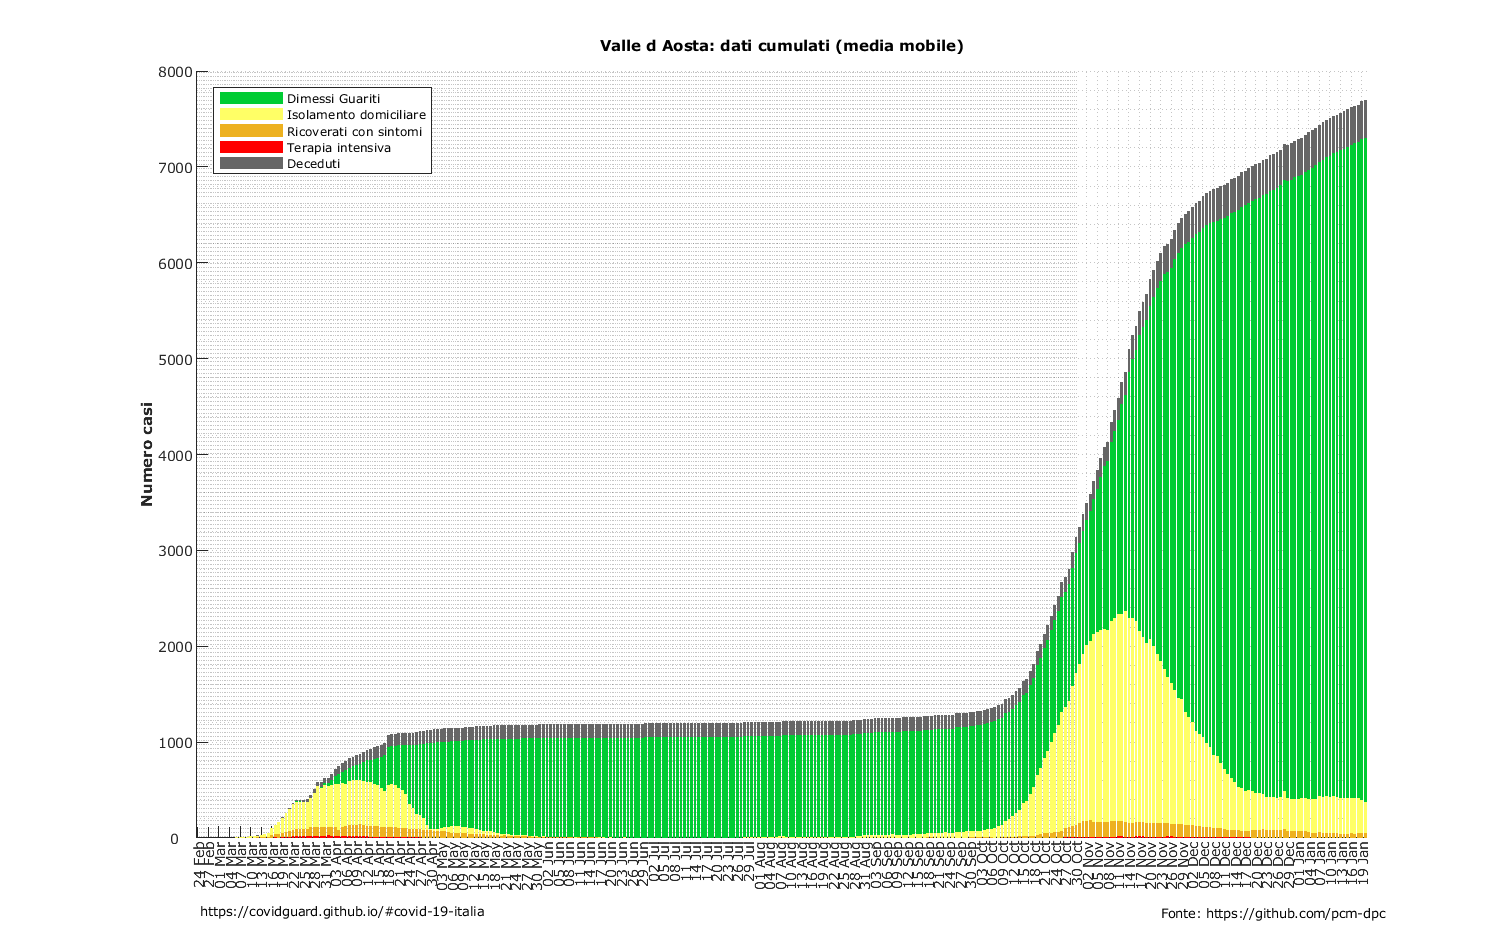 Valle d Aosta: dati cumulati (media mobile)
8000
7000
6000
5000
4000
3000
2000
1000
0
Numero casi
Dimessi Guariti
Isolamento domiciliare
Ricoverati con sintomi
Terapia intensiva
Deceduti
24 Feb
27 Feb
01 Mar
04 Mar
07 Mar
10 Mar
13 Mar
16 Mar
19 Mar
22 Mar
25 Mar
28 Mar
31 Mar
03 Apr
06 Apr
09 Apr
12 Apr
15 Apr
18 Apr
21 Apr
24 Apr
27 Apr
30 Apr
03 May
06 May
09 May
12 May
15 May
18 May
21 May
24 May
27 May
30 May
02 Jun
05 Jun
08 Jun
11 Jun
14 Jun
17 Jun
20 Jun
23 Jun
26 Jun
29 Jun
02 Jul
05 Jul
08 Jul
11 Jul
14 Jul
17 Jul
20 Jul
23 Jul
26 Jul
29 Jul
01 Aug
04 Aug
07 Aug
10 Aug
13 Aug
16 Aug
19 Aug
22 Aug
25 Aug
28 Aug
31 Aug
03 Sep
06 Sep
09 Sep
12 Sep
15 Sep
18 Sep
21 Sep
24 Sep
27 Sep
30 Sep
03 Oct
06 Oct
09 Oct
12 Oct
15 Oct
18 Oct
21 Oct
24 Oct
27 Oct
30 Oct
02 Nov
05 Nov
08 Nov
11 Nov
14 Nov
17 Nov
20 Nov
23 Nov
26 Nov
29 Nov
02 Dec
05 Dec
08 Dec
11 Dec
14 Dec
17 Dec
20 Dec
23 Dec
26 Dec
29 Dec
01 Jan
04 Jan
07 Jan
10 Jan
13 Jan
16 Jan
19 Jan
https://covidguard.github.io/#covid-19-italia
Fonte: https://github.com/pcm-dpc